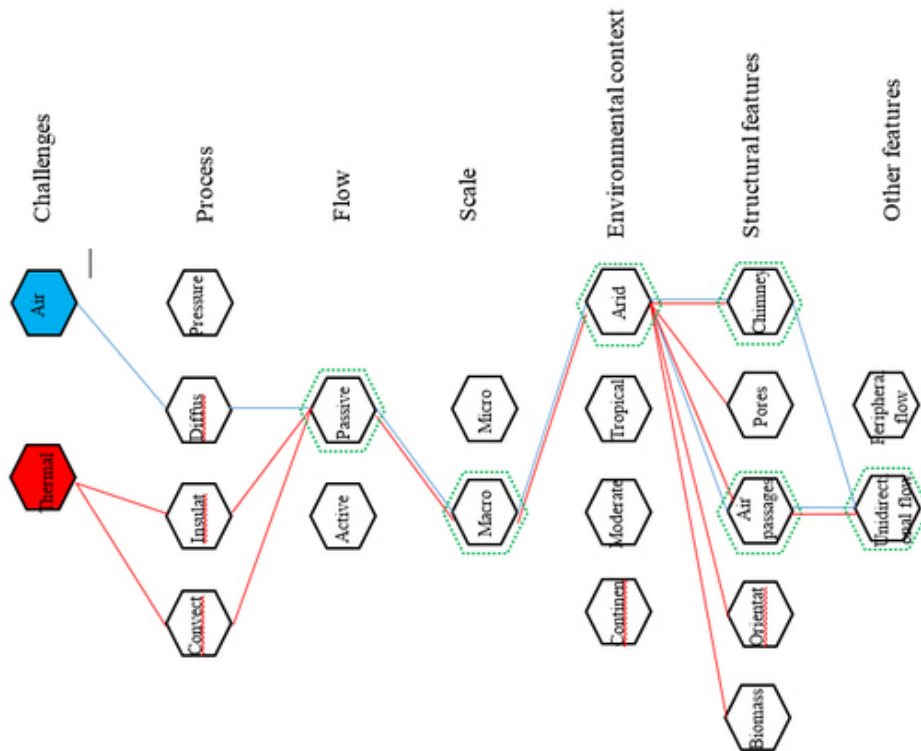 Challenges
Air
Thermal
Process
Pressure
Diffus
Insulat
Convect
Flow
Passive
Active
Scale
Micro
Macro
Environmental context
Arid
Tropical
Moderate
Continen
Structural features
Chimney
Pores
Air
passages
Orientat
Biomass
Other features
Periphera
flow
Unidirecti
onal flow